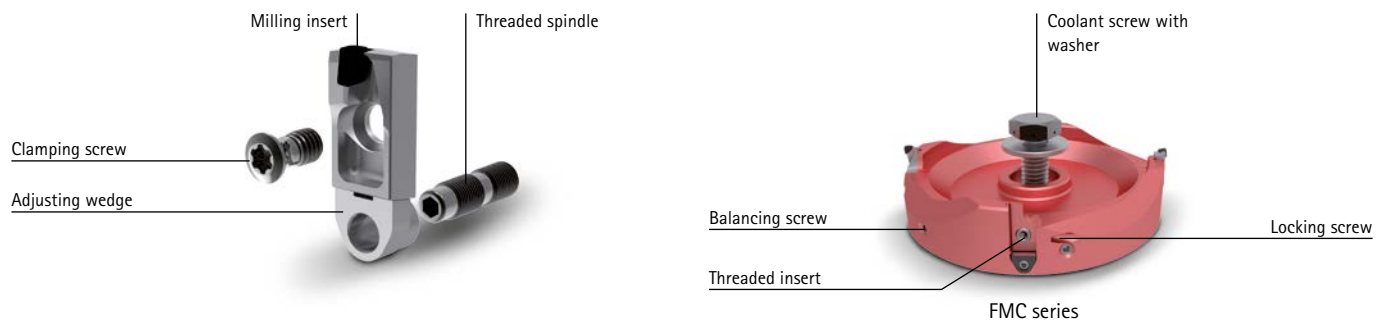 Milling insert
Threaded spindle
Clamping screw
Adjusting wedge
Coolant screw with
washer
Balancing screw
Locking screw
Threaded insert
FMC series